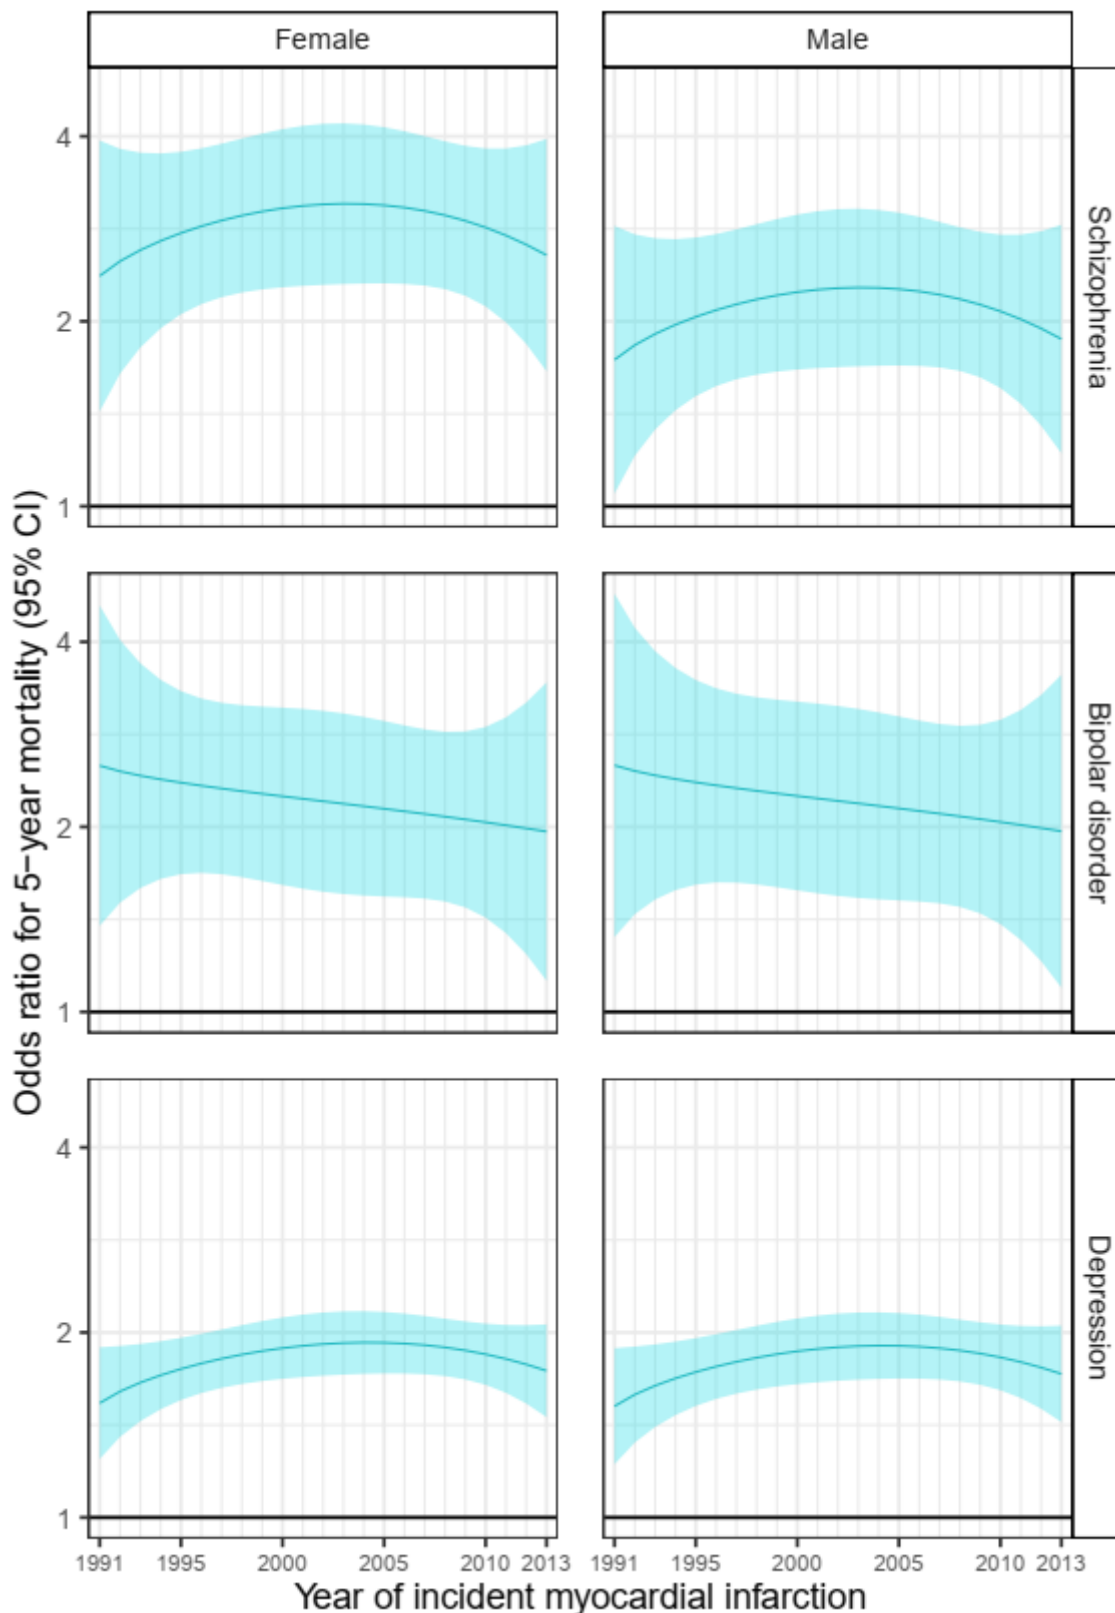 Female
Male
4
2
1
Schizophrenia
Odds ratio for 5−year mortality (95% CI)
4
2
1
Bipolar disorder
4
2
1
Depression
1991 1995 2000 2005 2010 2013
1991 1995 2000 2005 2010 2013
Year of incident myocardial infarction